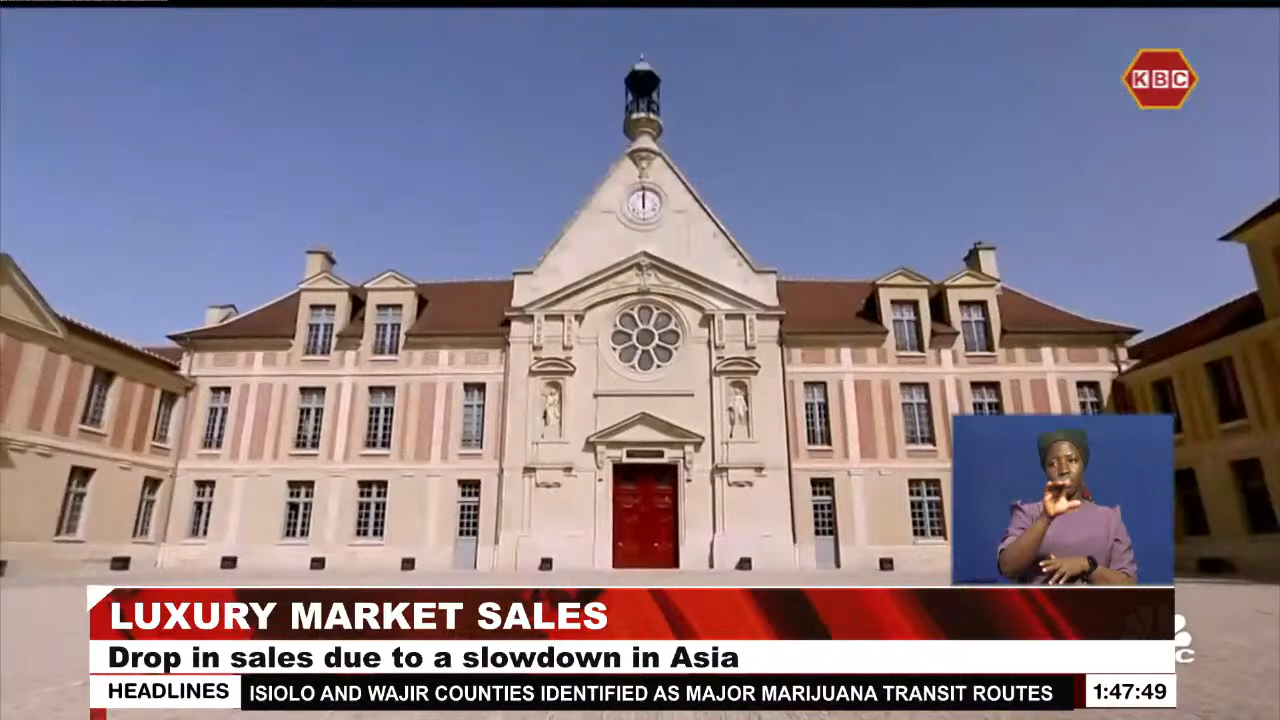 KBC
LUXURY MARKET SALES
Drop in sales due to a slowdown in Asia
HEADLINES ISIOLO AND WAJIR COUNTIES IDENTIFIED AS MAJOR MARIJUANA TRANSIT ROUTES 1:47:49